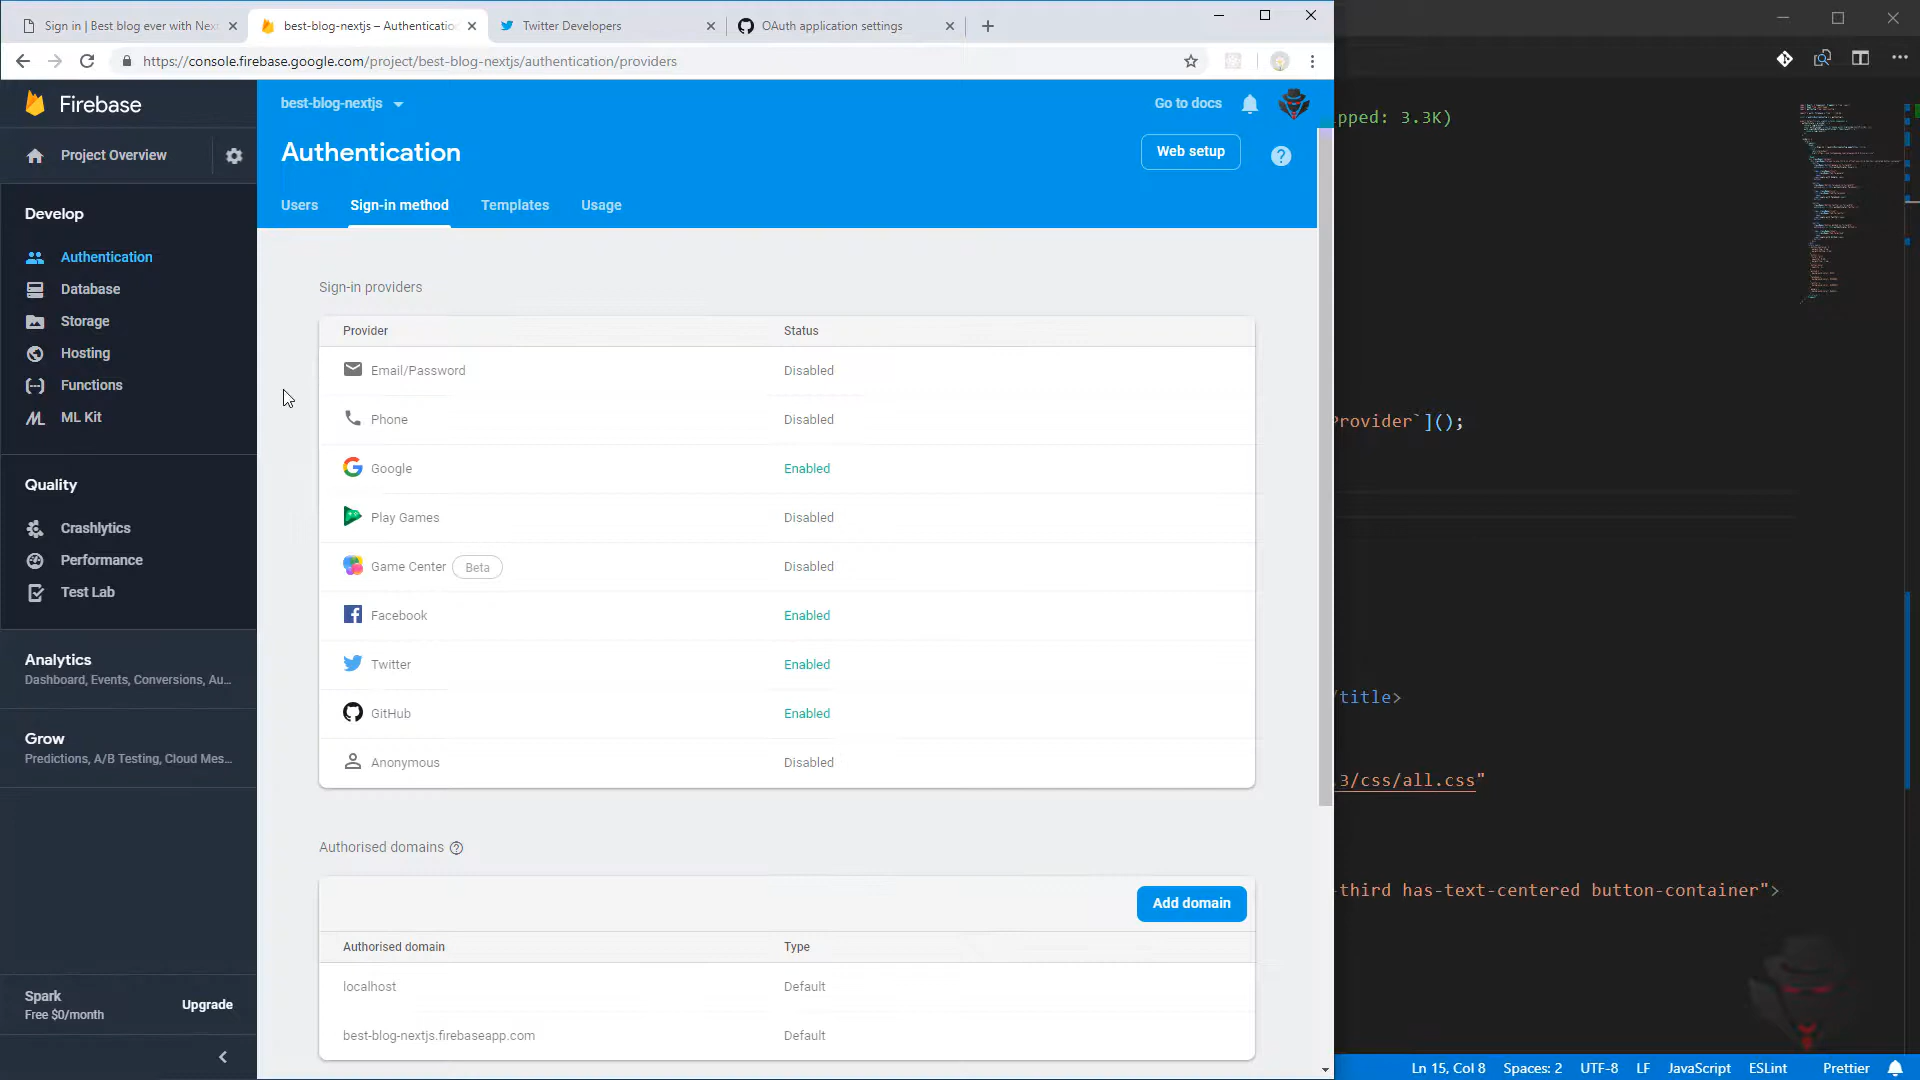 Sign in | Best blog ever with Nex
best-blog-nextjs – Authenticatio
Twitter Developers
OAuth application settings
https://console.firebase.google.com/project/best-blog-nextjs/authentication/providers
Firebase
best-blog-nextjs
Go to docs
Project Overview
Authentication
Web setup
Users
Sign-in method
Templates
Usage
Develop
Authentication
Database
Storage
Hosting
Functions
ML Kit
Quality
Crashlytics
Performance
Test Lab
Analytics
Dashboard, Events, Conversions, Au...
Grow
Predictions, A/B Testing, Cloud Mes...
Spark
Free $0/month
Upgrade
Sign-in providers
Provider Status
Email/Password Disabled
Phone Disabled
Google Enabled
Play Games Disabled
Game Center Beta Disabled
Facebook Enabled
Twitter Enabled
GitHub Enabled
Anonymous Disabled
Authorised domains
Add domain
Authorised domain Type
localhost Default
best-blog-nextjs.firebaseapp.com Default
pped: 3.3K)
Provider`]();
/title>
3/css/all.css"
-third has-text-centered button-container">
Ln 15, Col 8 Spaces: 2 UTF-8 LF JavaScript ESLint Prettier